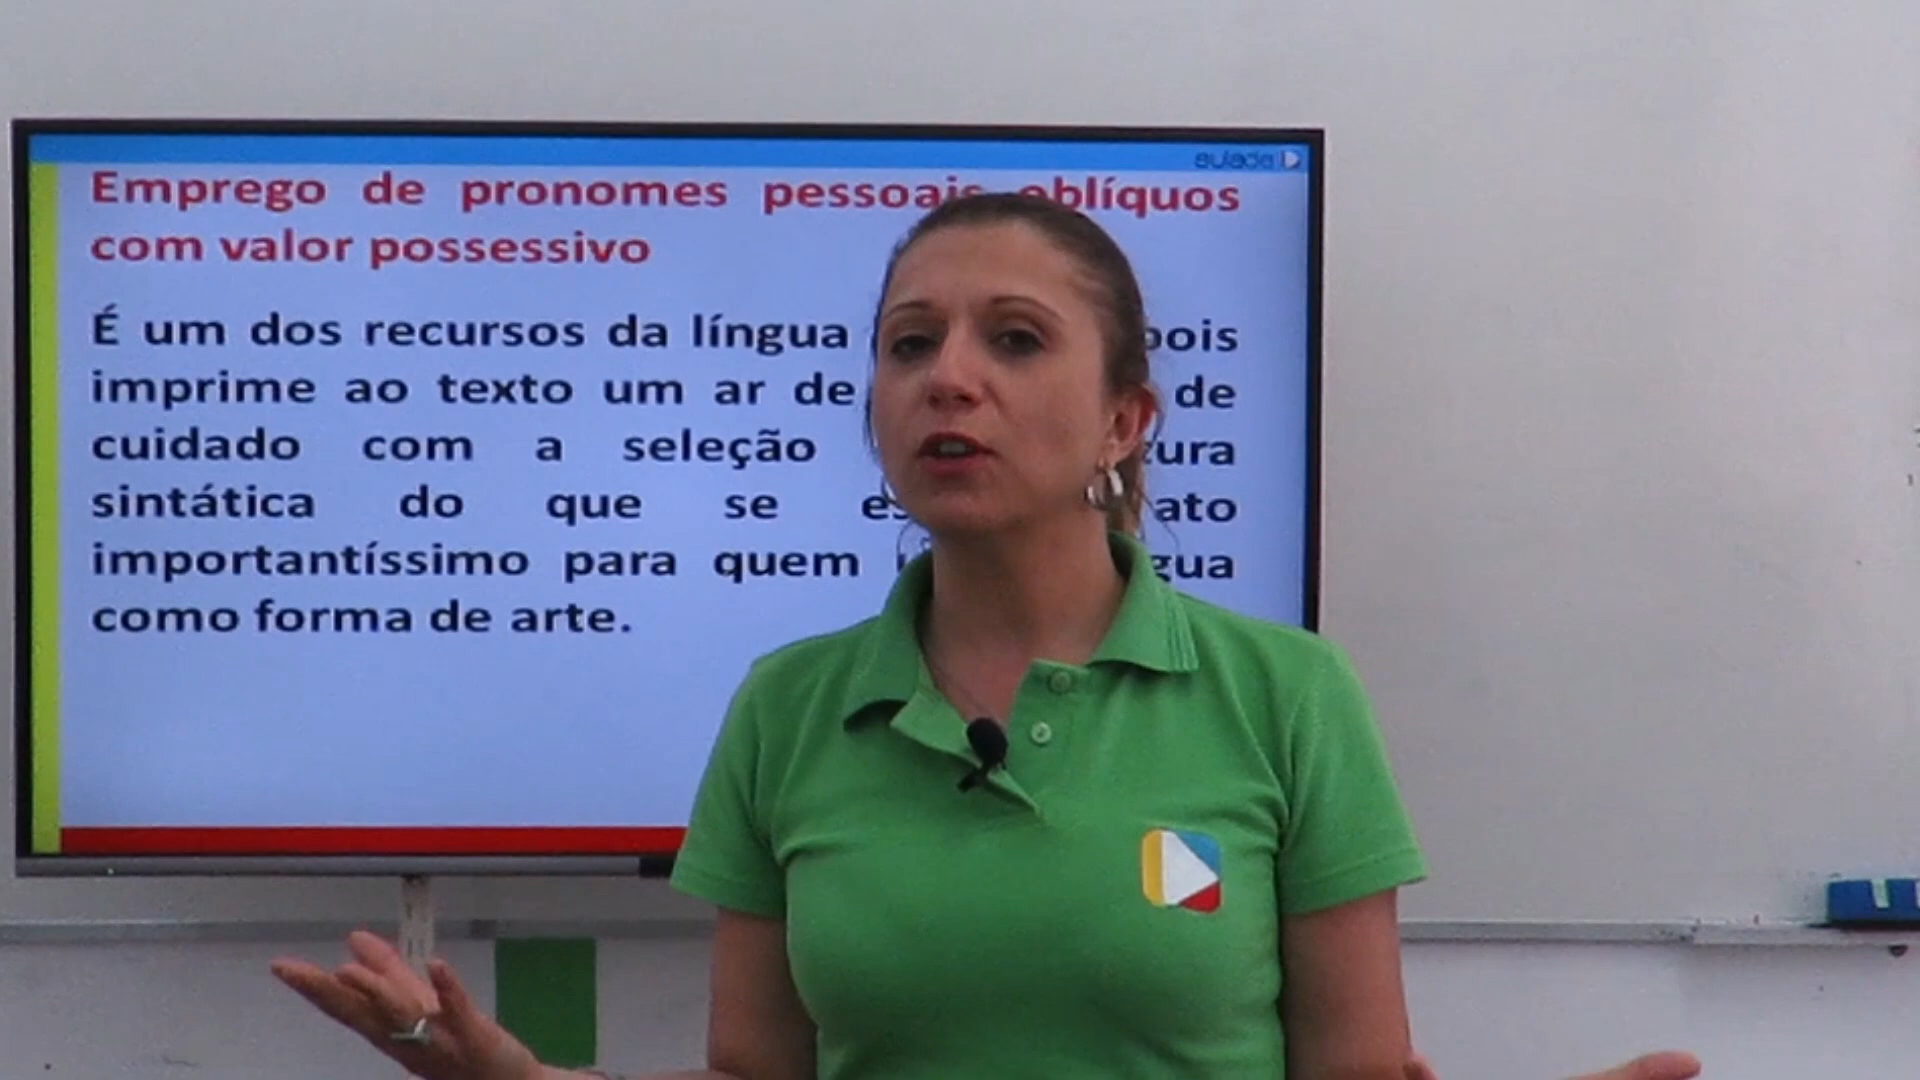 aulade
Emprego de pronomes pessoais oblíquos
com valor possessivo
É um dos recursos da língua pois
imprime ao texto um ar de de
cuidado com a seleção
sintática do que se
importantíssimo para quem
como forma de arte.